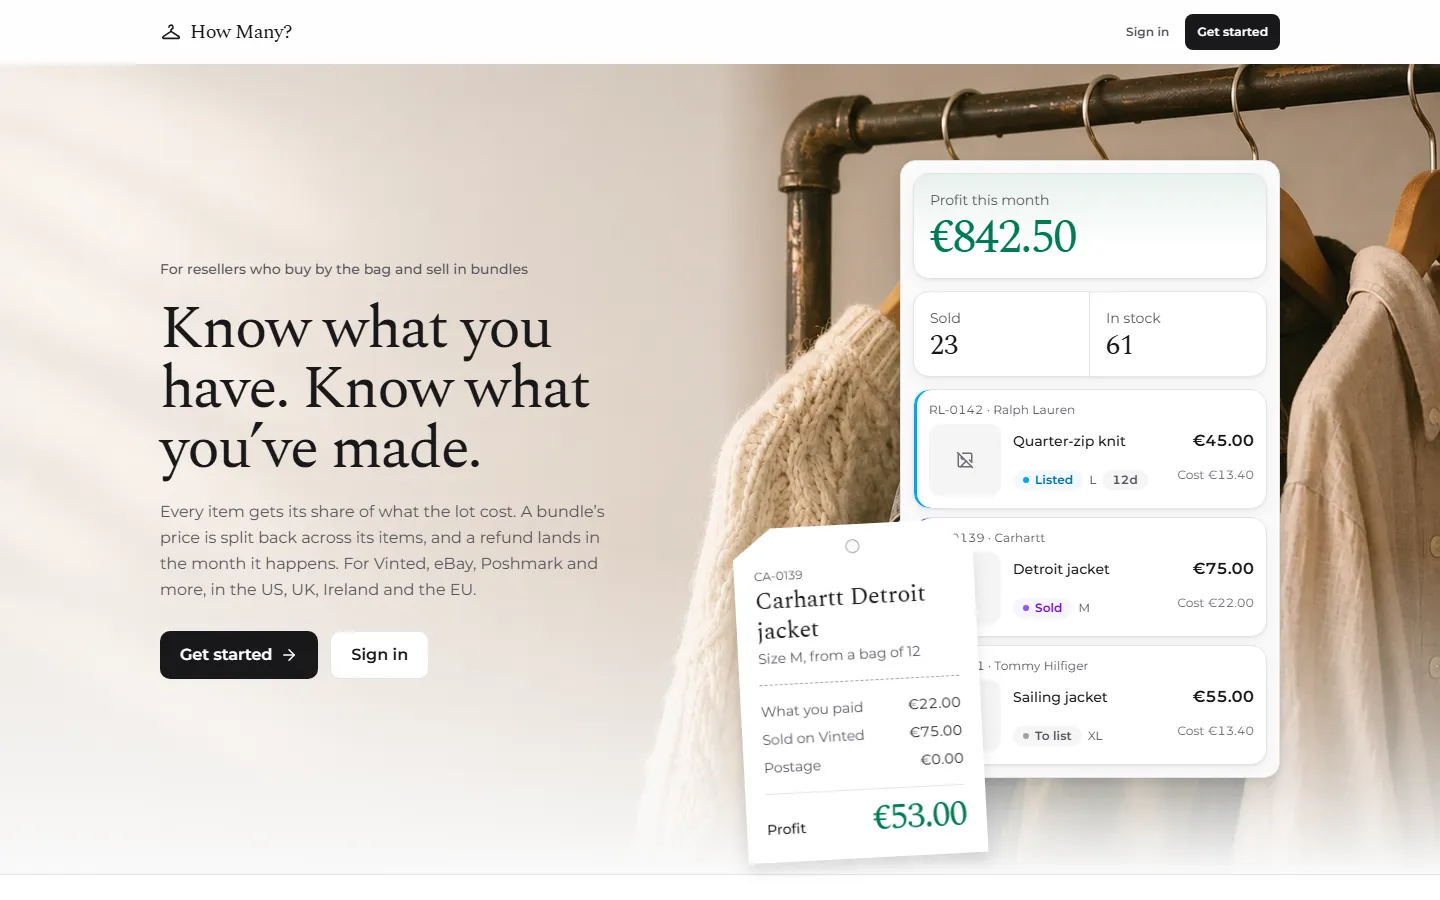 How Many?
Sign in
Get started
For resellers who buy by the bag and sell in bundles
Know what you
have. Know what
you’ve made.
Every item gets its share of what the lot cost. A bundle’s
price is split back across its items, and a refund lands in
the month it happens. For Vinted, eBay, Poshmark and
more, in the US, UK, Ireland and the EU.
Get started
Sign in
Profit this month
€842.50
Sold
23
In stock
61
RL-0142 · Ralph Lauren
Quarter-zip knit
€45.00
Listed
L
12d
Cost €13.40
0139 · Carhartt
Detroit jacket
€75.00
Sold
M
Cost €22.00
1 · Tommy Hilfiger
Sailing jacket
€55.00
To list
XL
Cost €13.40
CA-0139
Carhartt Detroit
jacket
Size M, from a bag of 12
What you paid €22.00
Sold on Vinted €75.00
Postage €0.00
Profit €53.00